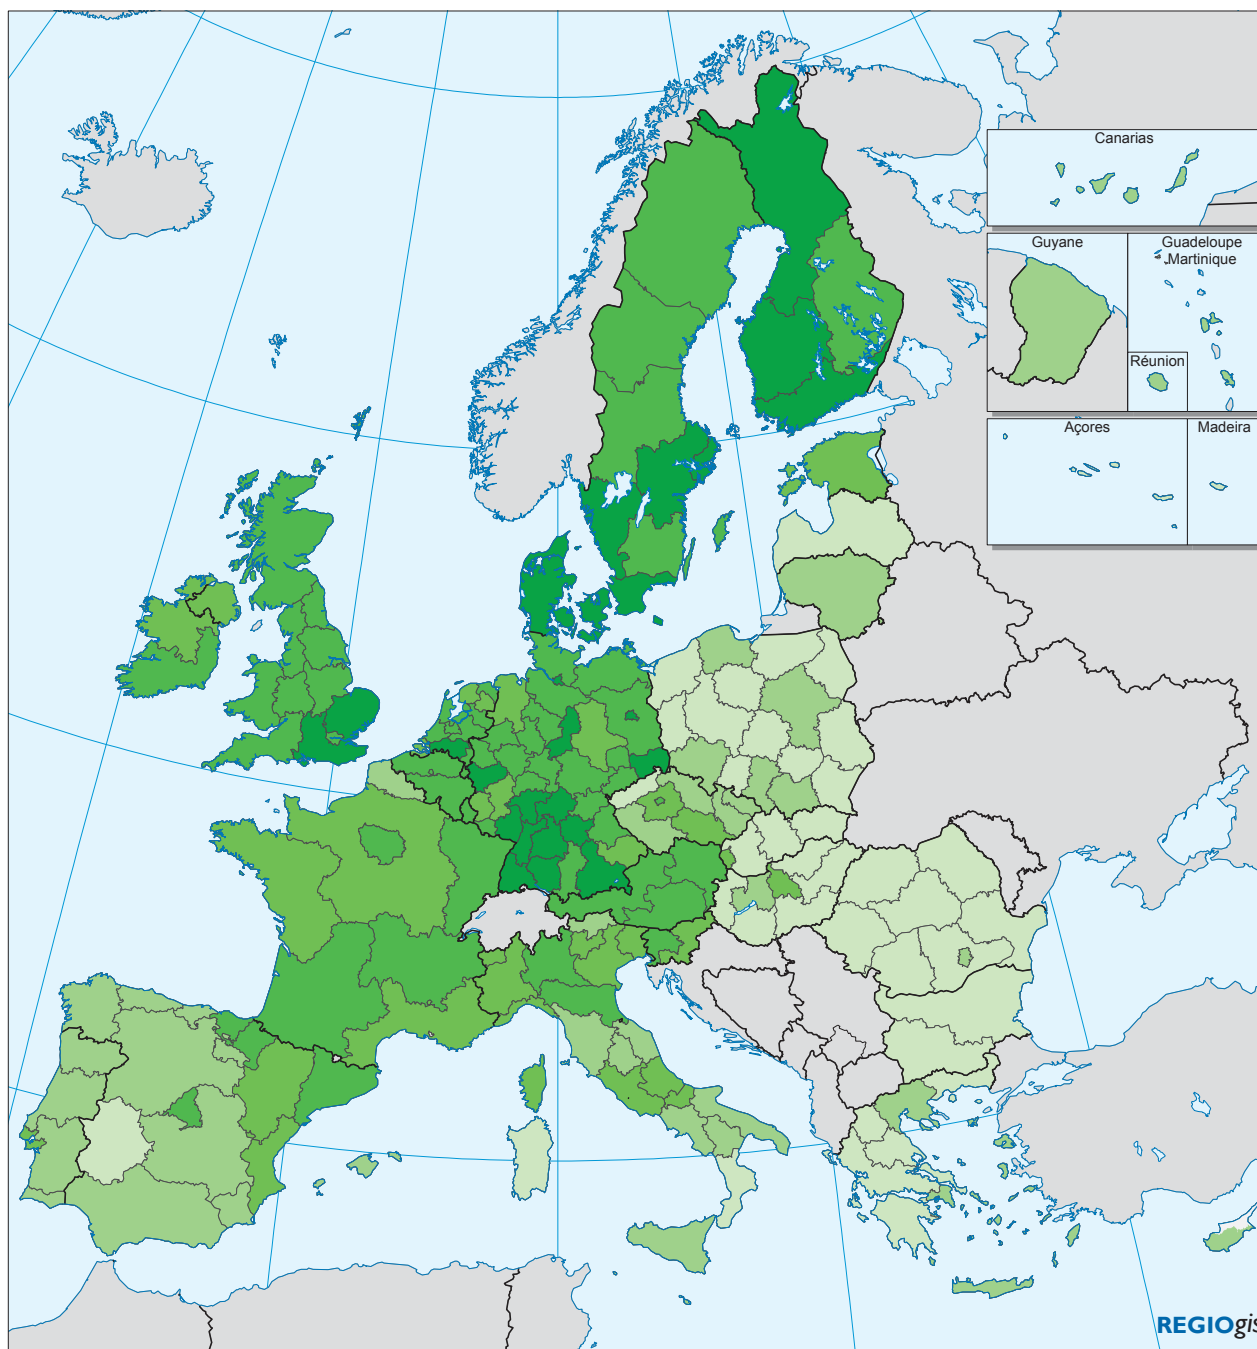 Canarias
Guyane
Guadeloupe
Martinique
Réunion
Açores
Madeira
REGIOgis